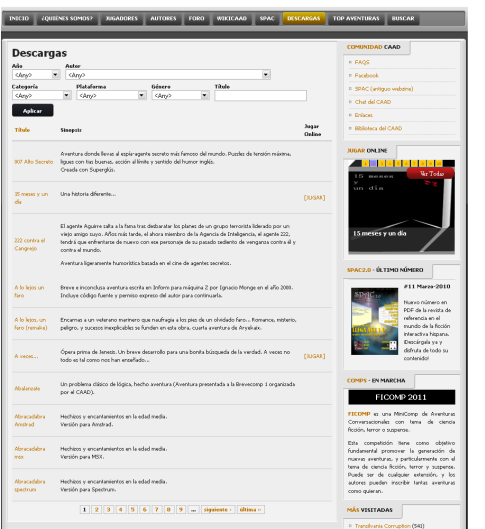 INICIO ¿QUIÉNES SOMOS? JUGADORES AUTORES FORO WIKICAAD SPAC DESCARGAS TOP AVENTURAS BUSCAR
Descargas
Año Autor
<Any> <Any>
Categoría Plataforma Género Título
<Any> <Any> <Any>
Aplicar
Título Sinopsis Jugar
Online
007 Alto Secreto
Aventura donde llevas al espía-agente secreto más famoso del mundo. Puzles de tensión máxima,
ligues con tías buenas, acción al límite y sentido del humor inglés.
Creada con Superglús.
15 meses y un
día
Una historia diferente...
[JUGAR]
222 contra el
Cangrejo
El agente Aguirre salta a la fama tras desbaratar los planes de un grupo terrorista liderado por un
viejo amigo suyo. Años más tarde, el ahora miembro de la Agencia de Inteligencia, el agente 222,
tendrá que enfrentarse de nuevo con ese personaje de su pasado sediento de venganza contra él y
contra el mundo.
Aventura ligeramente humorística basada en el cine de agentes secretos.
A lo lejos, un
faro
Breve e inconclusa aventura escrita en Inform para máquina Z por Ignacio Monge en el año 2000.
Incluye código fuente y permiso expreso del autor para continuarla.
A lo lejos, un
faro (remake)
Encarnas a un veterano marinero que naufragia a los pies de un olvidado faro... Romance, misterio,
peligro, y sucesos inexplicables se funden en esta obra, cuarta aventura de Aryekaix.
A veces...
Ópera prima de Jenesis. Un breve desarrollo para una bonita búsqueda de la verdad. A veces no
todo es tal como nos han enseñado...
[JUGAR]
Abalanzate
Un problema clásico de lógica, hecho aventura (Aventura presentada a la Brevecomp 1 organizada
por el CAAD).
Abracadabra
Amstrad
Hechizos y encantamientos en la edad media.
Versión para Amstrad.
Abracadabra
msx
Hechizos y encantamientos en la edad media.
Versión para MSX.
Abracadabra
spectrum
Hechizos y encantamientos en la edad media.
Versión para Spectrum.
1 2 3 4 5 6 7 8 9 ... siguiente › última »
COMUNIDAD CAAD
FAQS
Facebook
SPAC (antiguo webzine)
Chat del CAAD
Enlaces
Biblioteca del CAAD
JUGAR ONLINE
Ver Todas
15 meses
y
un dia
15 meses y un día
SPAC2.0 - ÚLTIMO NÚMERO
#11 Marzo-2010
Nuevo número en
PDF de la revista de
referencia en el
mundo de la ficción
interactiva hispana.
¡Descárgala ya y
disfruta de todo su
contenido!
COMPS - EN MARCHA
FICOMP 2011
FICOMP es una MiniComp de Aventuras
Conversacionales con tema de ciencia
ficción, terror o suspense.
Esta competición tiene como objetivo
fundamental promover la generación de
nuevas aventuras, y particularmente con el
tema de ciencia ficción, terror y suspense.
Puede ser de cualquier extensión, y los
autores pueden inscribir tantas aventuras
como quieran.
MÁS VISITADAS
Transilvania Corruption (541)